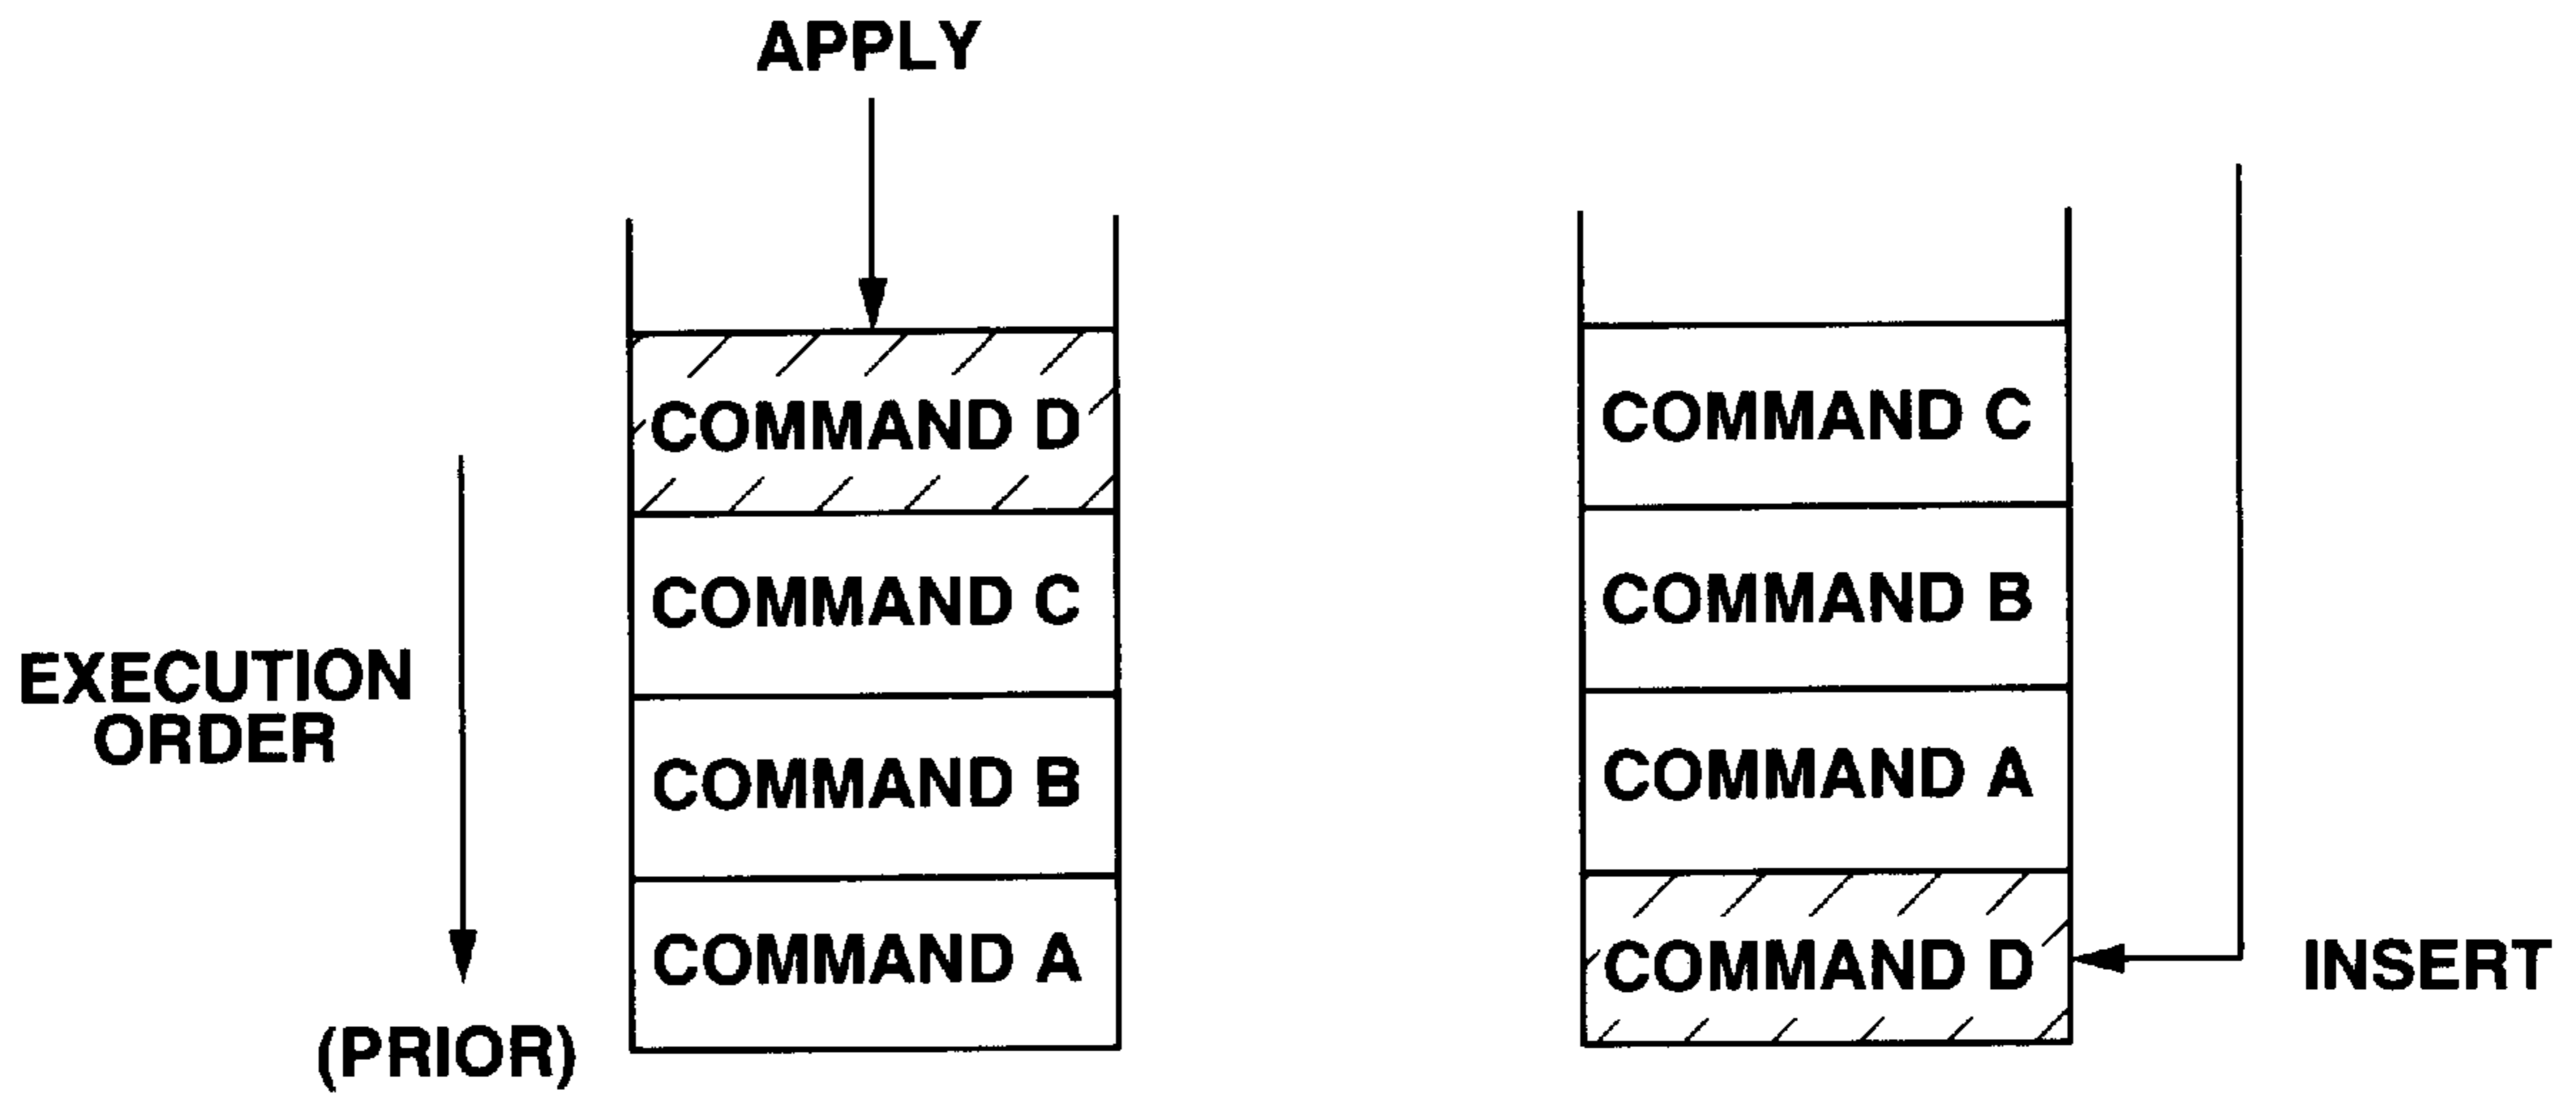 APPLY
COMMAND D
COMMAND C
COMMAND B
COMMAND A
EXECUTION
ORDER
(PRIOR)
COMMAND C
COMMAND B
COMMAND A
COMMAND D
INSERT